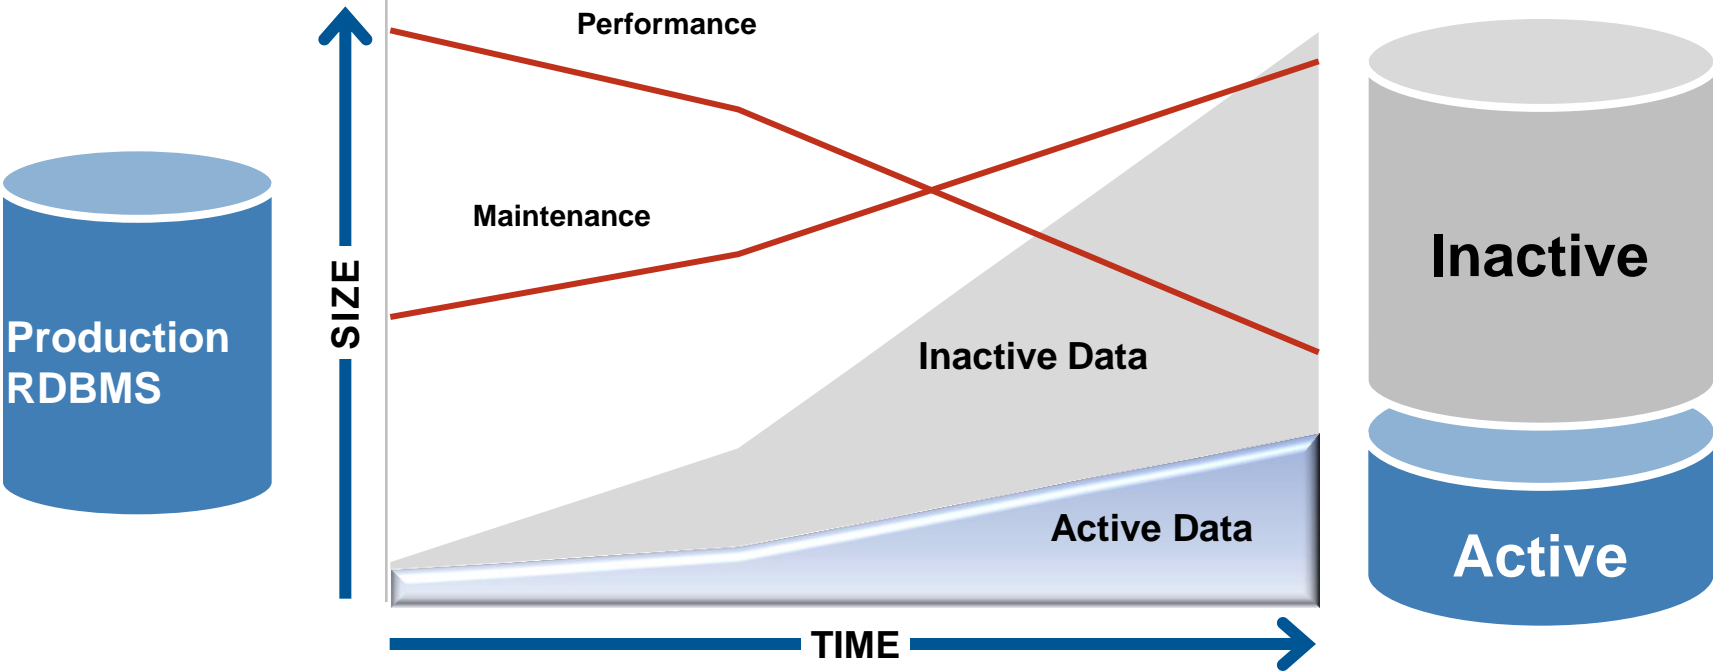 Performance
Maintenance
Production
RDBMS
SIZE
Inactive Data
Active Data
TIME
Inactive
Active